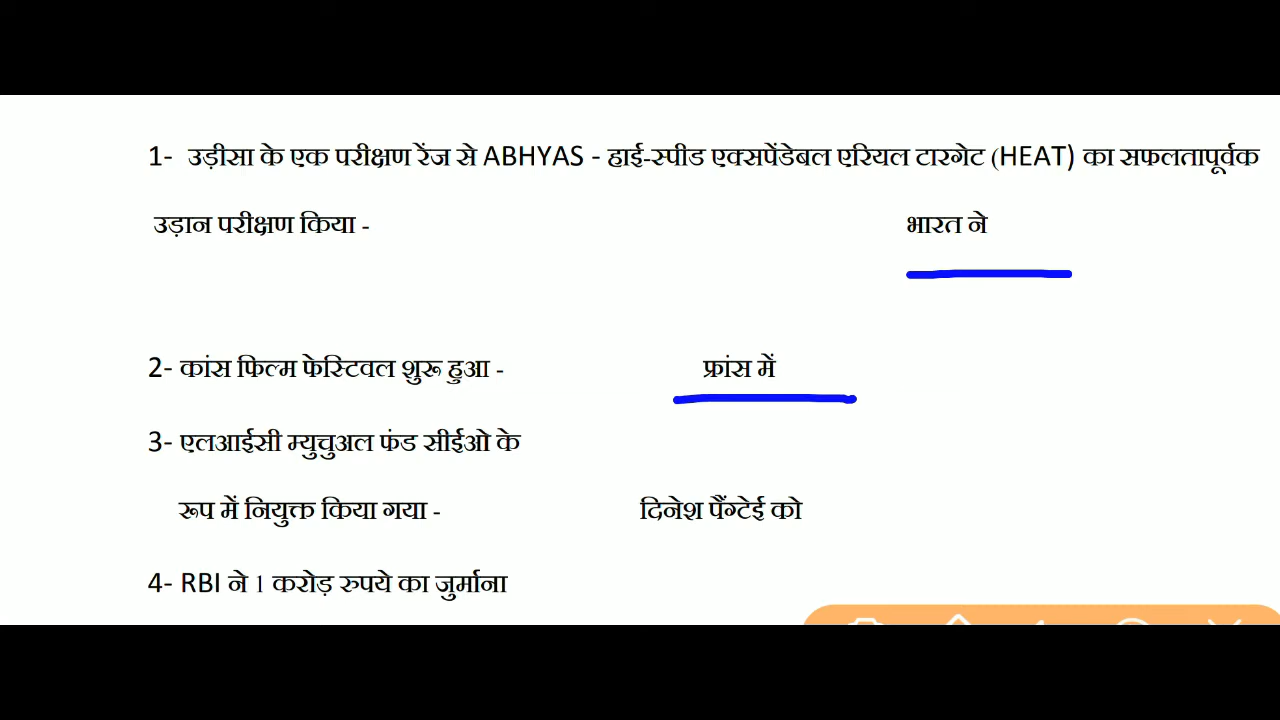 1- उड़ीसा के एक परीक्षण रेंज से ABHYAS - हाई-स्पीड एक्सपेंडेबल एरियल टारगेट (HEAT) का सफलतापूर्वक
उड़ान परीक्षण किया - भारत ने
2- कांस फिल्म फेस्टिवल शुरू हुआ - फ्रांस में
3- एलआईसी म्युचुअल फंड सीईओ के
रूप में नियुक्त किया गया - दिनेश पैंग्टेई को
4- RBI ने 1 करोड़ रुपये का जुर्माना